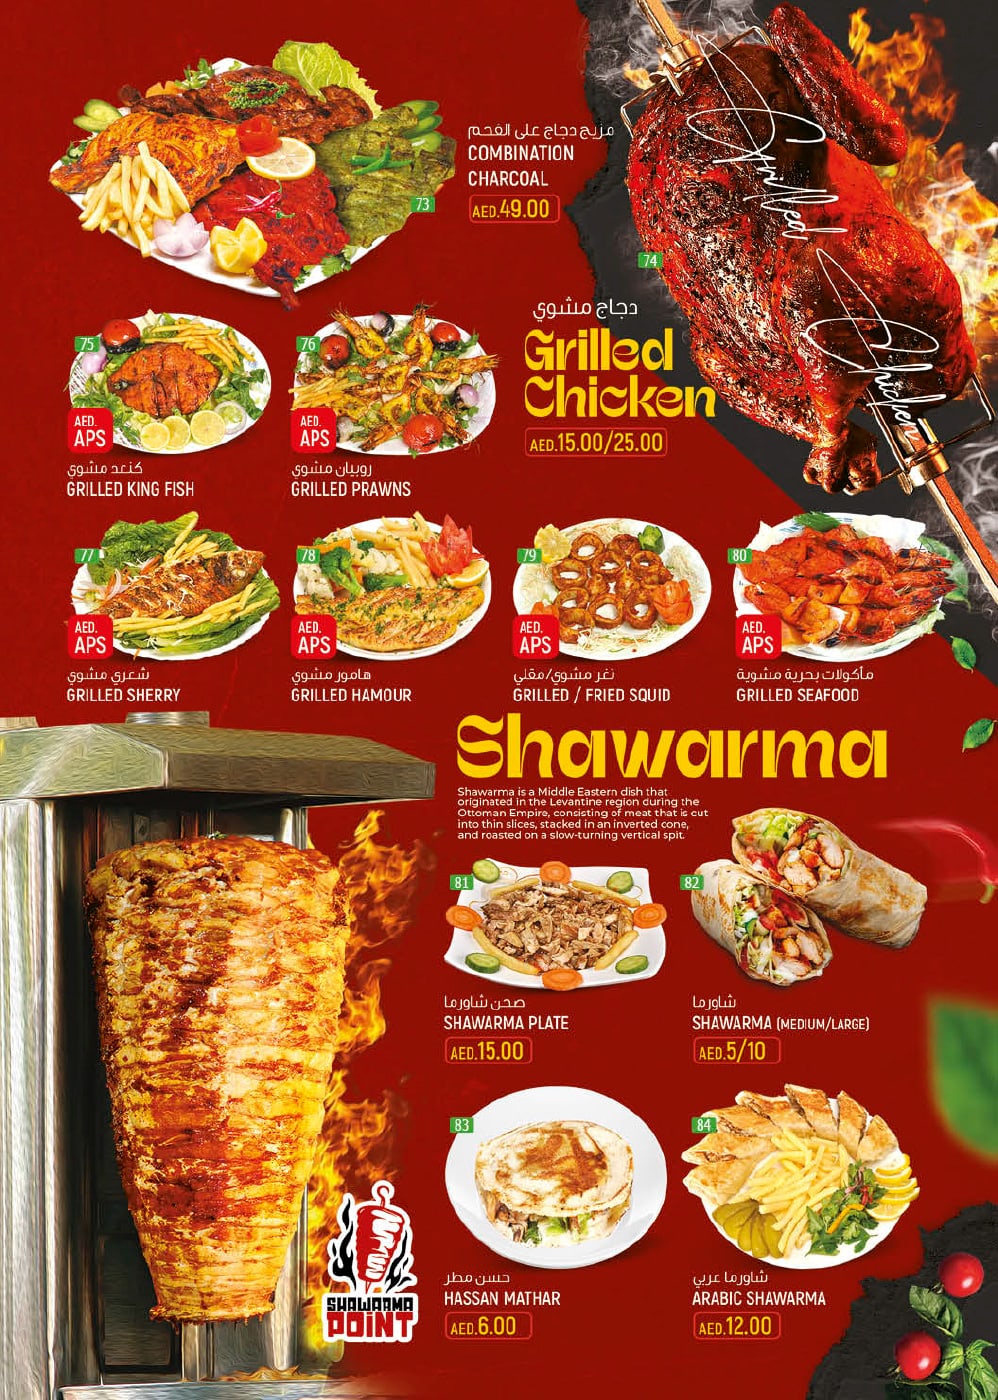 مزيج دجاج على الفحم
COMBINATION
CHARCOAL
73
AED.49.00
Grilled Chicken
74
دجاج مشوي
Grilled
Chicken
AED.15.00/25.00
75
AED.
APS
كنعد مشوي
GRILLED KING FISH
76
AED.
APS
روبيان مشوي
GRILLED PRAWNS
77
AED.
APS
شعري مشوي
GRILLED SHERRY
78
AED.
APS
هامور مشوي
GRILLED HAMOUR
79
AED.
APS
نغر مشوي/مقلي
GRILLED / FRIED SQUID
80
AED.
APS
مأكولات بحرية مشوية
GRILLED SEAFOOD
Shawarma
Shawarma is a Middle Eastern dish that
originated in the Levantine region during the
Ottoman Empire, consisting of meat that is cut
into thin slices, stacked in an inverted cone,
and roasted on a slow-turning vertical spit.
81
صحن شاورما
SHAWARMA PLATE
AED.15.00
82
شاورما
SHAWARMA (MEDIUM/LARGE)
AED.5/10
83
حسن مطر
HASSAN MATHAR
AED.6.00
84
شاورما عربي
ARABIC SHAWARMA
AED.12.00
SHAWARMA
POINT